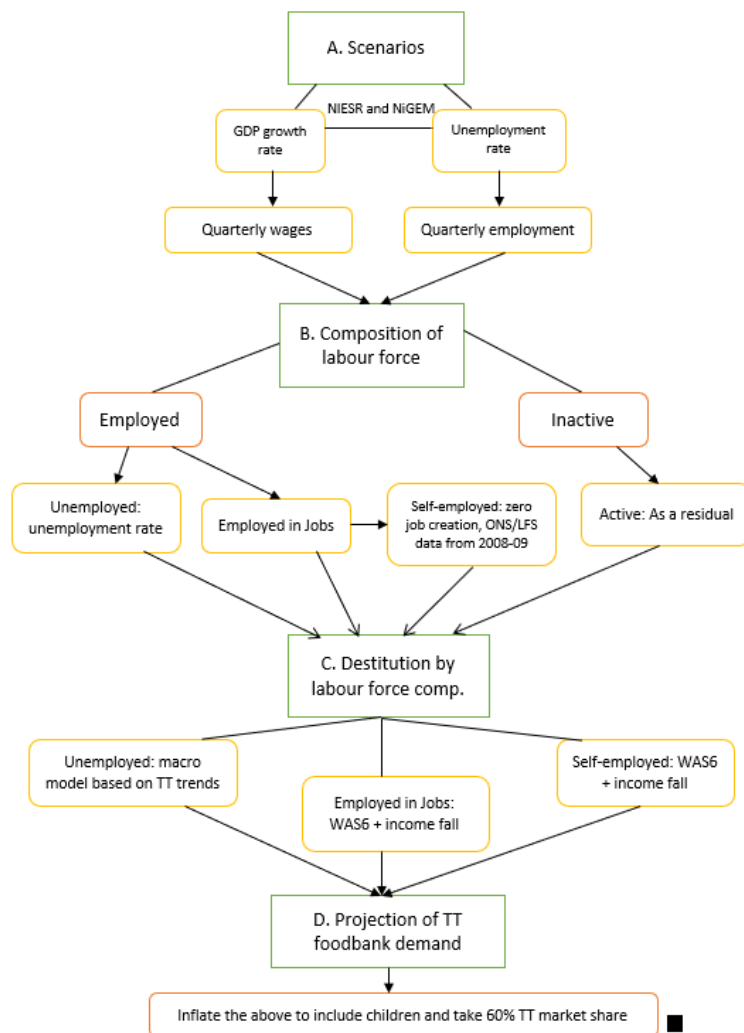 A. Scenarios
NIESR and NiGEM
GDP growth
rate
Unemployment
rate
Quarterly wages
Quarterly employment
B. Composition of
labour force
Employed
Inactive
Unemployed:
unemployment rate
Employed in Jobs
Self-employed: zero
job creation, ONS/LFS
data from 2008-09
Active: As a residual
C. Destitution by
labour force comp.
Unemployed: macro
model based on TT trends
Employed in Jobs:
WAS6 + income fall
Self-employed: WAS6
+ income fall
D. Projection of TT
foodbank demand
Inflate the above to include children and take 60% TT market share